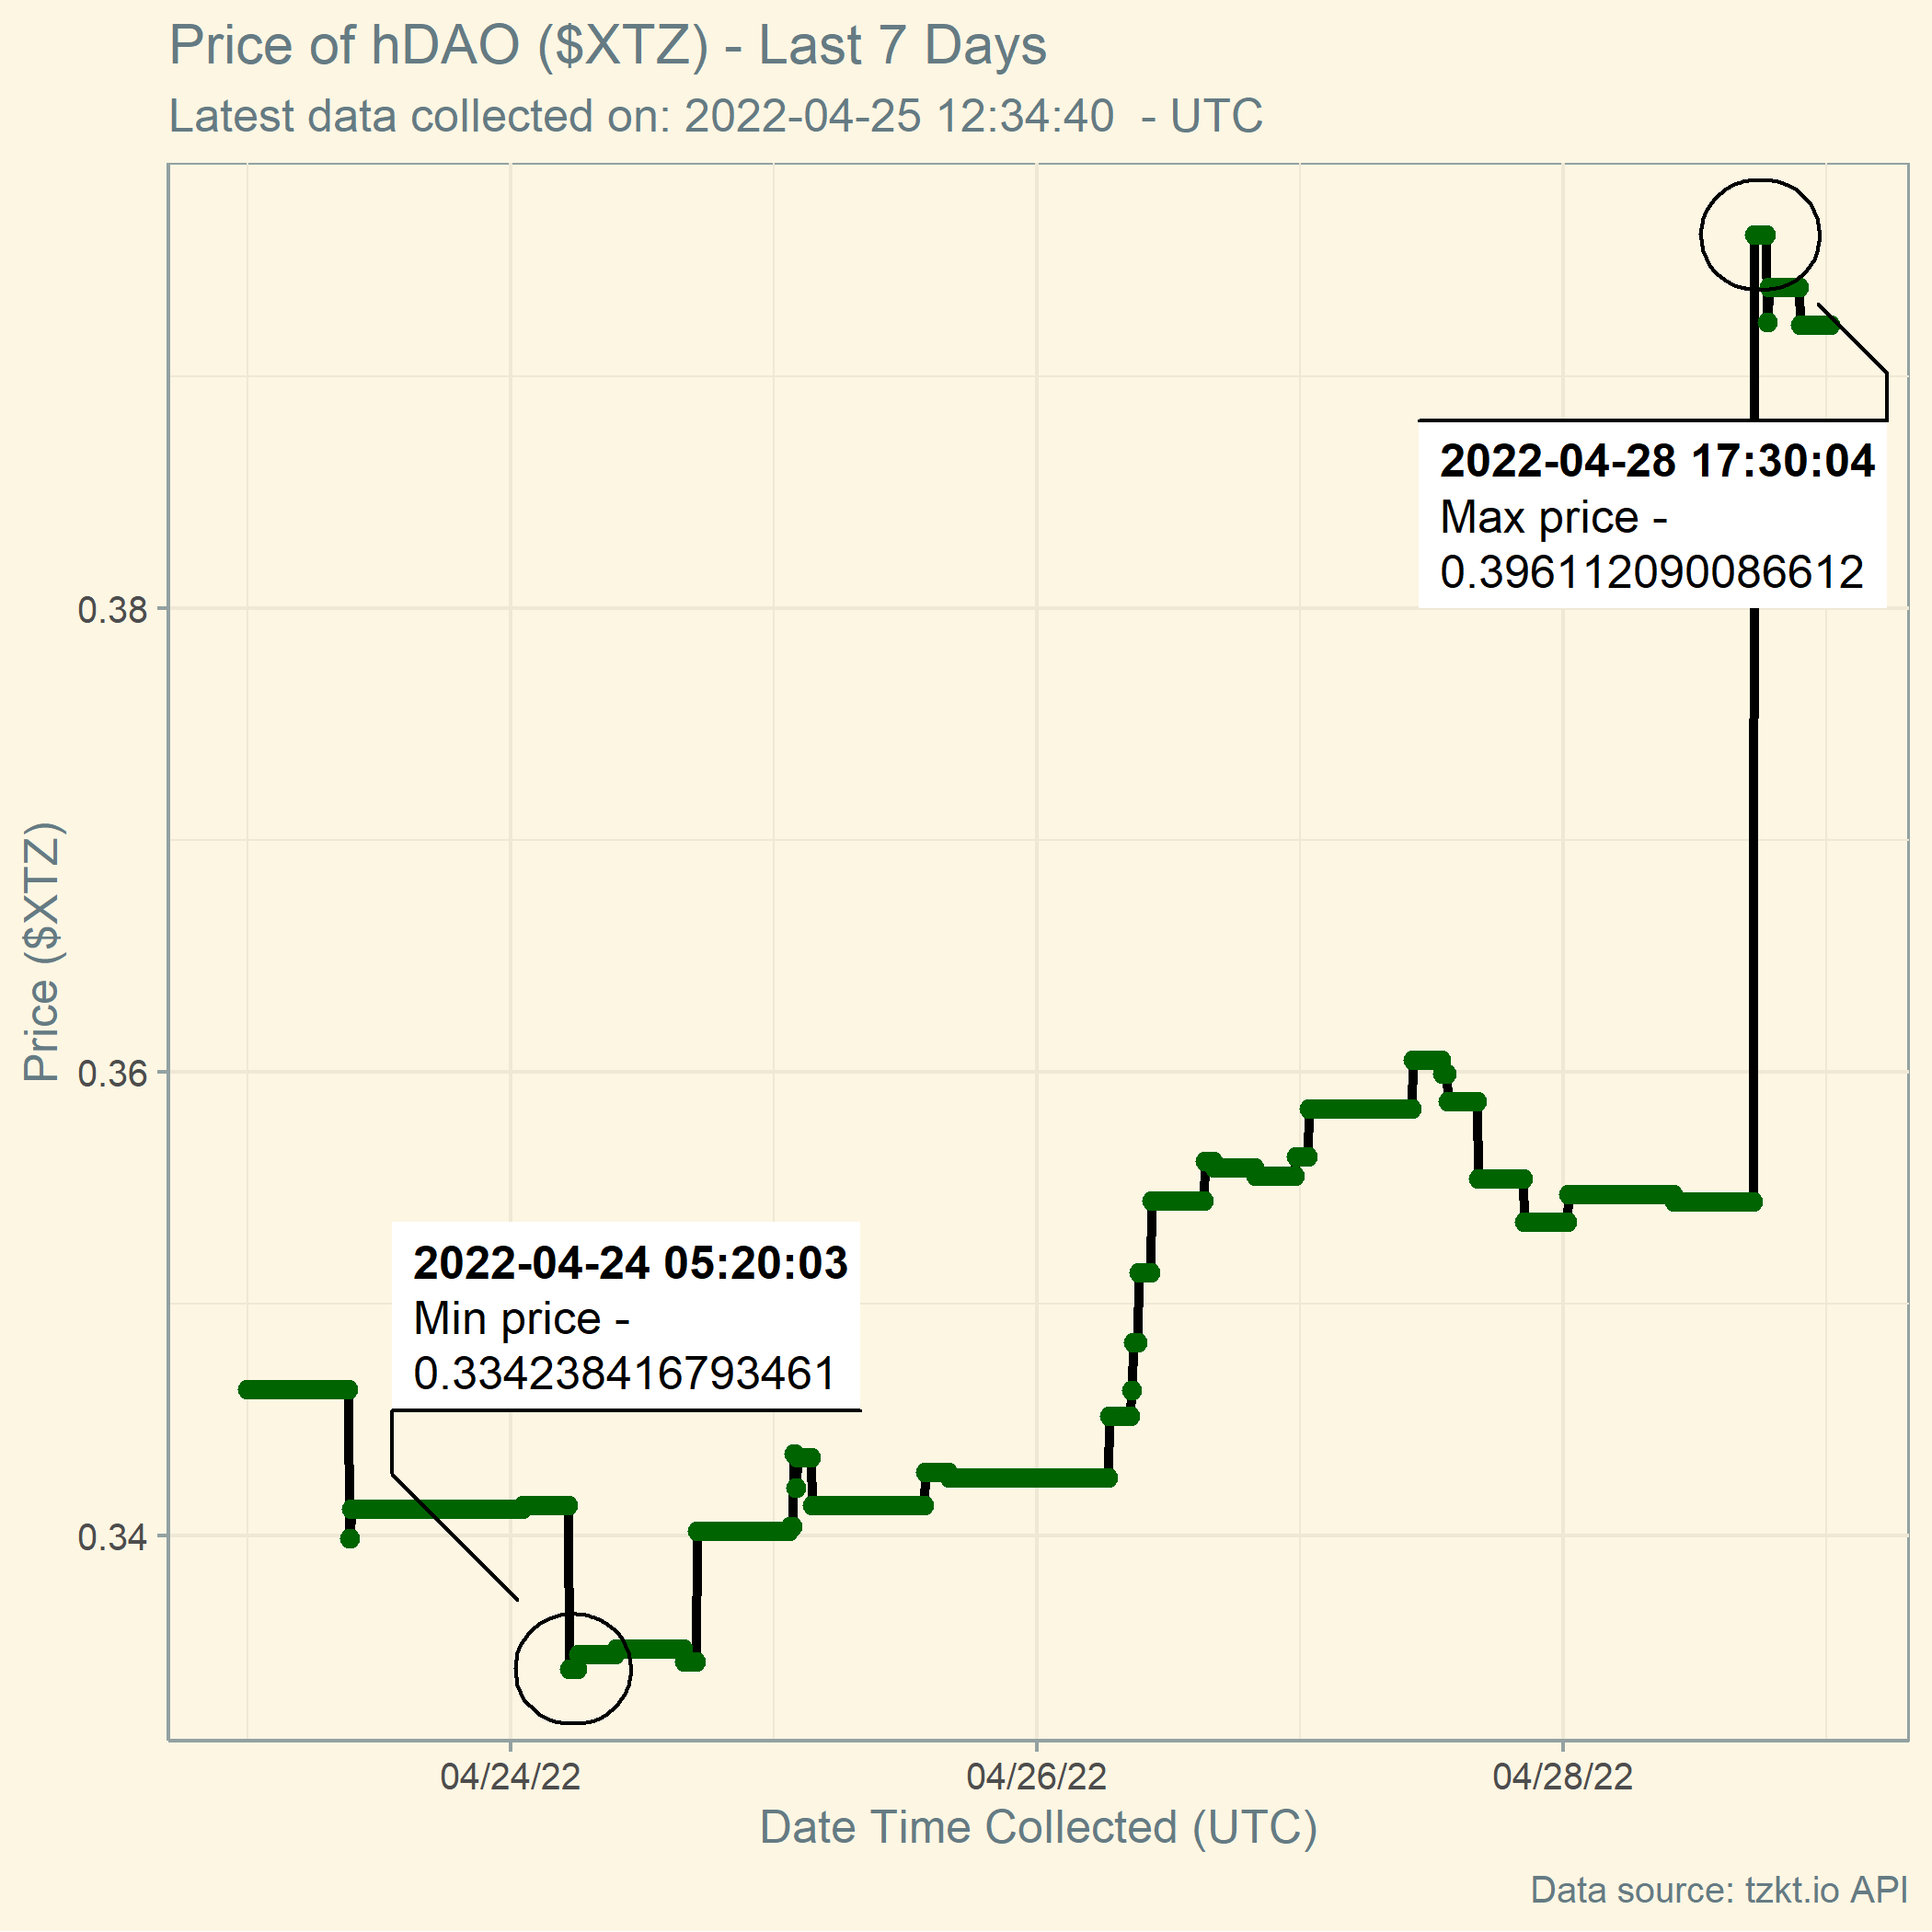 Price of hDAO ($XTZ) - Last 7 Days
Latest data collected on: 2022-04-25 12:34:40  - UTC
Price ($XTZ)
0.38
0.36
0.34
2022-04-28 17:30:04
Max price -
0.396112090086612
2022-04-24 05:20:03
Min price -
0.334238416793461
04/24/22
04/26/22
04/28/22
Date Time Collected (UTC)
Data source: tzkt.io API